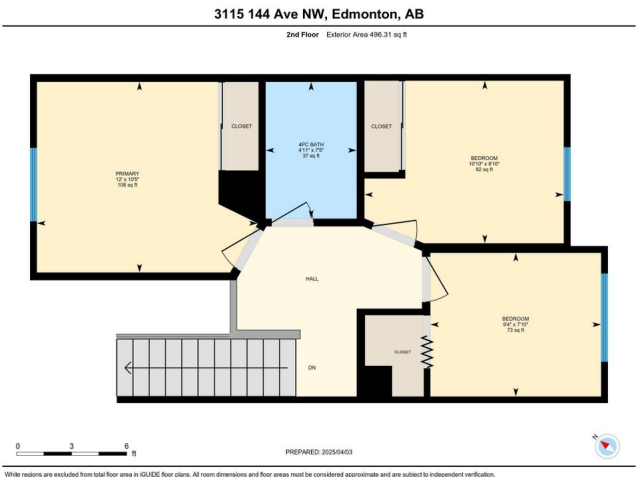 3115 144 Ave NW, Edmonton, AB
2nd Floor Exterior Area 496.31 sq ft
CLOSET
4PC BATH
4'11" x 7'5"
37 sq ft
CLOSET
BEDROOM
10'10" x 8'10"
82 sq ft
PRIMARY
12' x 10'5"
108 sq ft
HALL
BEDROOM
9'4" x 7'10"
73 sq ft
CLOSET
DN
0 3 6
ft
PREPARED: 2025/04/03
N
White regions are excluded from total floor area in iGUIDE floor plans. All room dimensions and floor areas must be considered approximate and are subject to independent verification.